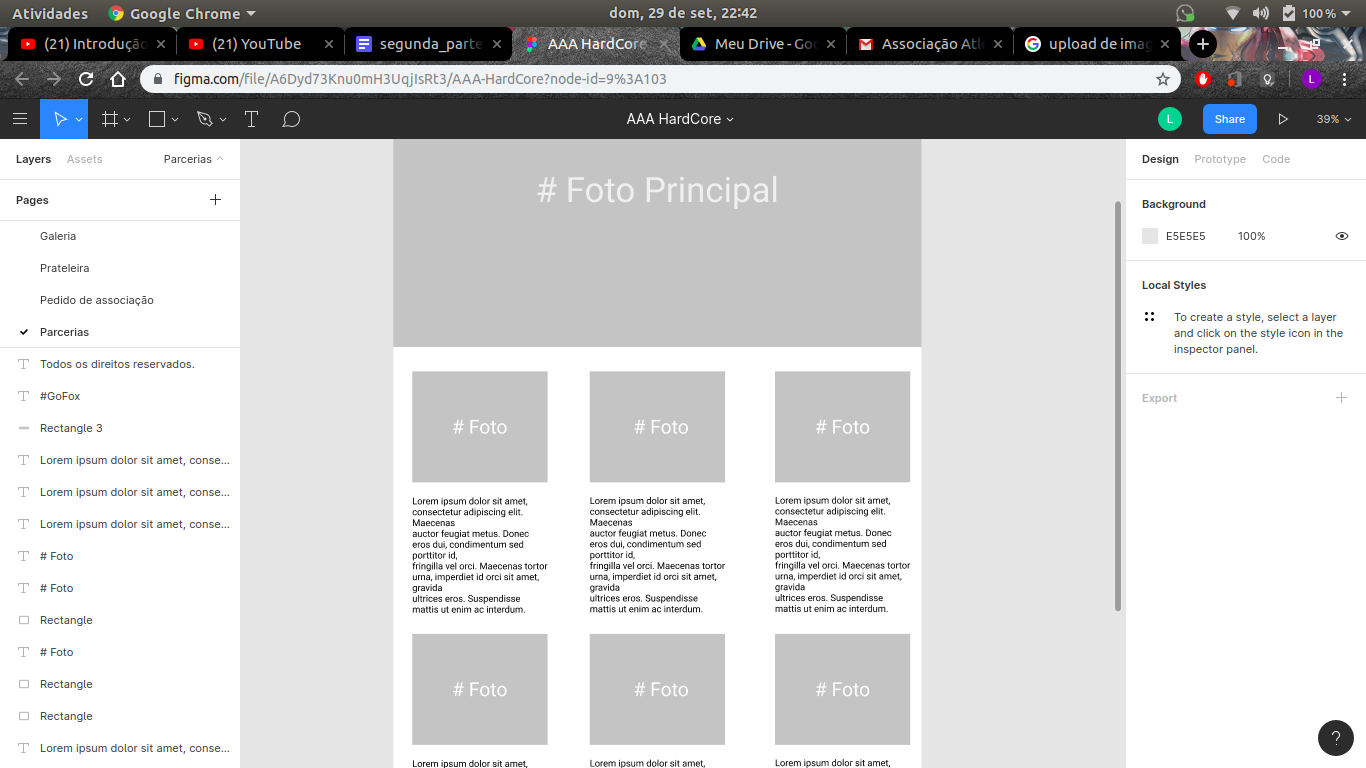 Atividades Google Chrome dom, 29 de set, 22:42 100%
(21) Introdução (21) YouTube segunda_parte AAA HardCore Meu Drive - Goo Associação Atlé upload de imag
figma.com/file/A6Dyd73Knu0mH3UqjIsRt3/AAA-HardCore?node-id=9%3A103 L
AAA HardCore L Share 39%
Layers Assets Parcerias
Pages
Galeria
Prateleira
Pedido de associação
Parcerias
Todos os direitos reservados.
#GoFox
Rectangle 3
Lorem ipsum dolor sit amet, conse...
Lorem ipsum dolor sit amet, conse...
Lorem ipsum dolor sit amet, conse...
# Foto
# Foto
Rectangle
# Foto
Rectangle
Rectangle
Lorem ipsum dolor sit amet, conse...
# Foto Principal
# Foto
# Foto
# Foto
Lorem ipsum dolor sit amet,
consectetur adipiscing elit.
Maecenas
auctor feugiat metus. Donec
eros dui, condimentum sed
porttitor id,
fringilla vel orci. Maecenas tortor
urna, imperdiet id orci sit amet,
gravida
ultrices eros. Suspendisse
mattis ut enim ac interdum.
Lorem ipsum dolor sit amet,
consectetur adipiscing elit.
Maecenas
auctor feugiat metus. Donec
eros dui, condimentum sed
porttitor id,
fringilla vel orci. Maecenas tortor
urna, imperdiet id orci sit amet,
gravida
ultrices eros. Suspendisse
mattis ut enim ac interdum.
Lorem ipsum dolor sit amet,
consectetur adipiscing elit.
Maecenas
auctor feugiat metus. Donec
eros dui, condimentum sed
porttitor id,
fringilla vel orci. Maecenas tortor
urna, imperdiet id orci sit amet,
gravida
ultrices eros. Suspendisse
mattis ut enim ac interdum.
# Foto
# Foto
# Foto
Lorem ipsum dolor sit amet,
Lorem ipsum dolor sit amet,
Lorem ipsum dolor sit amet,
Design Prototype Code
Background
E5E5E5 100%
Local Styles
To create a style, select a layer
and click on the style icon in the
inspector panel.
Export
?